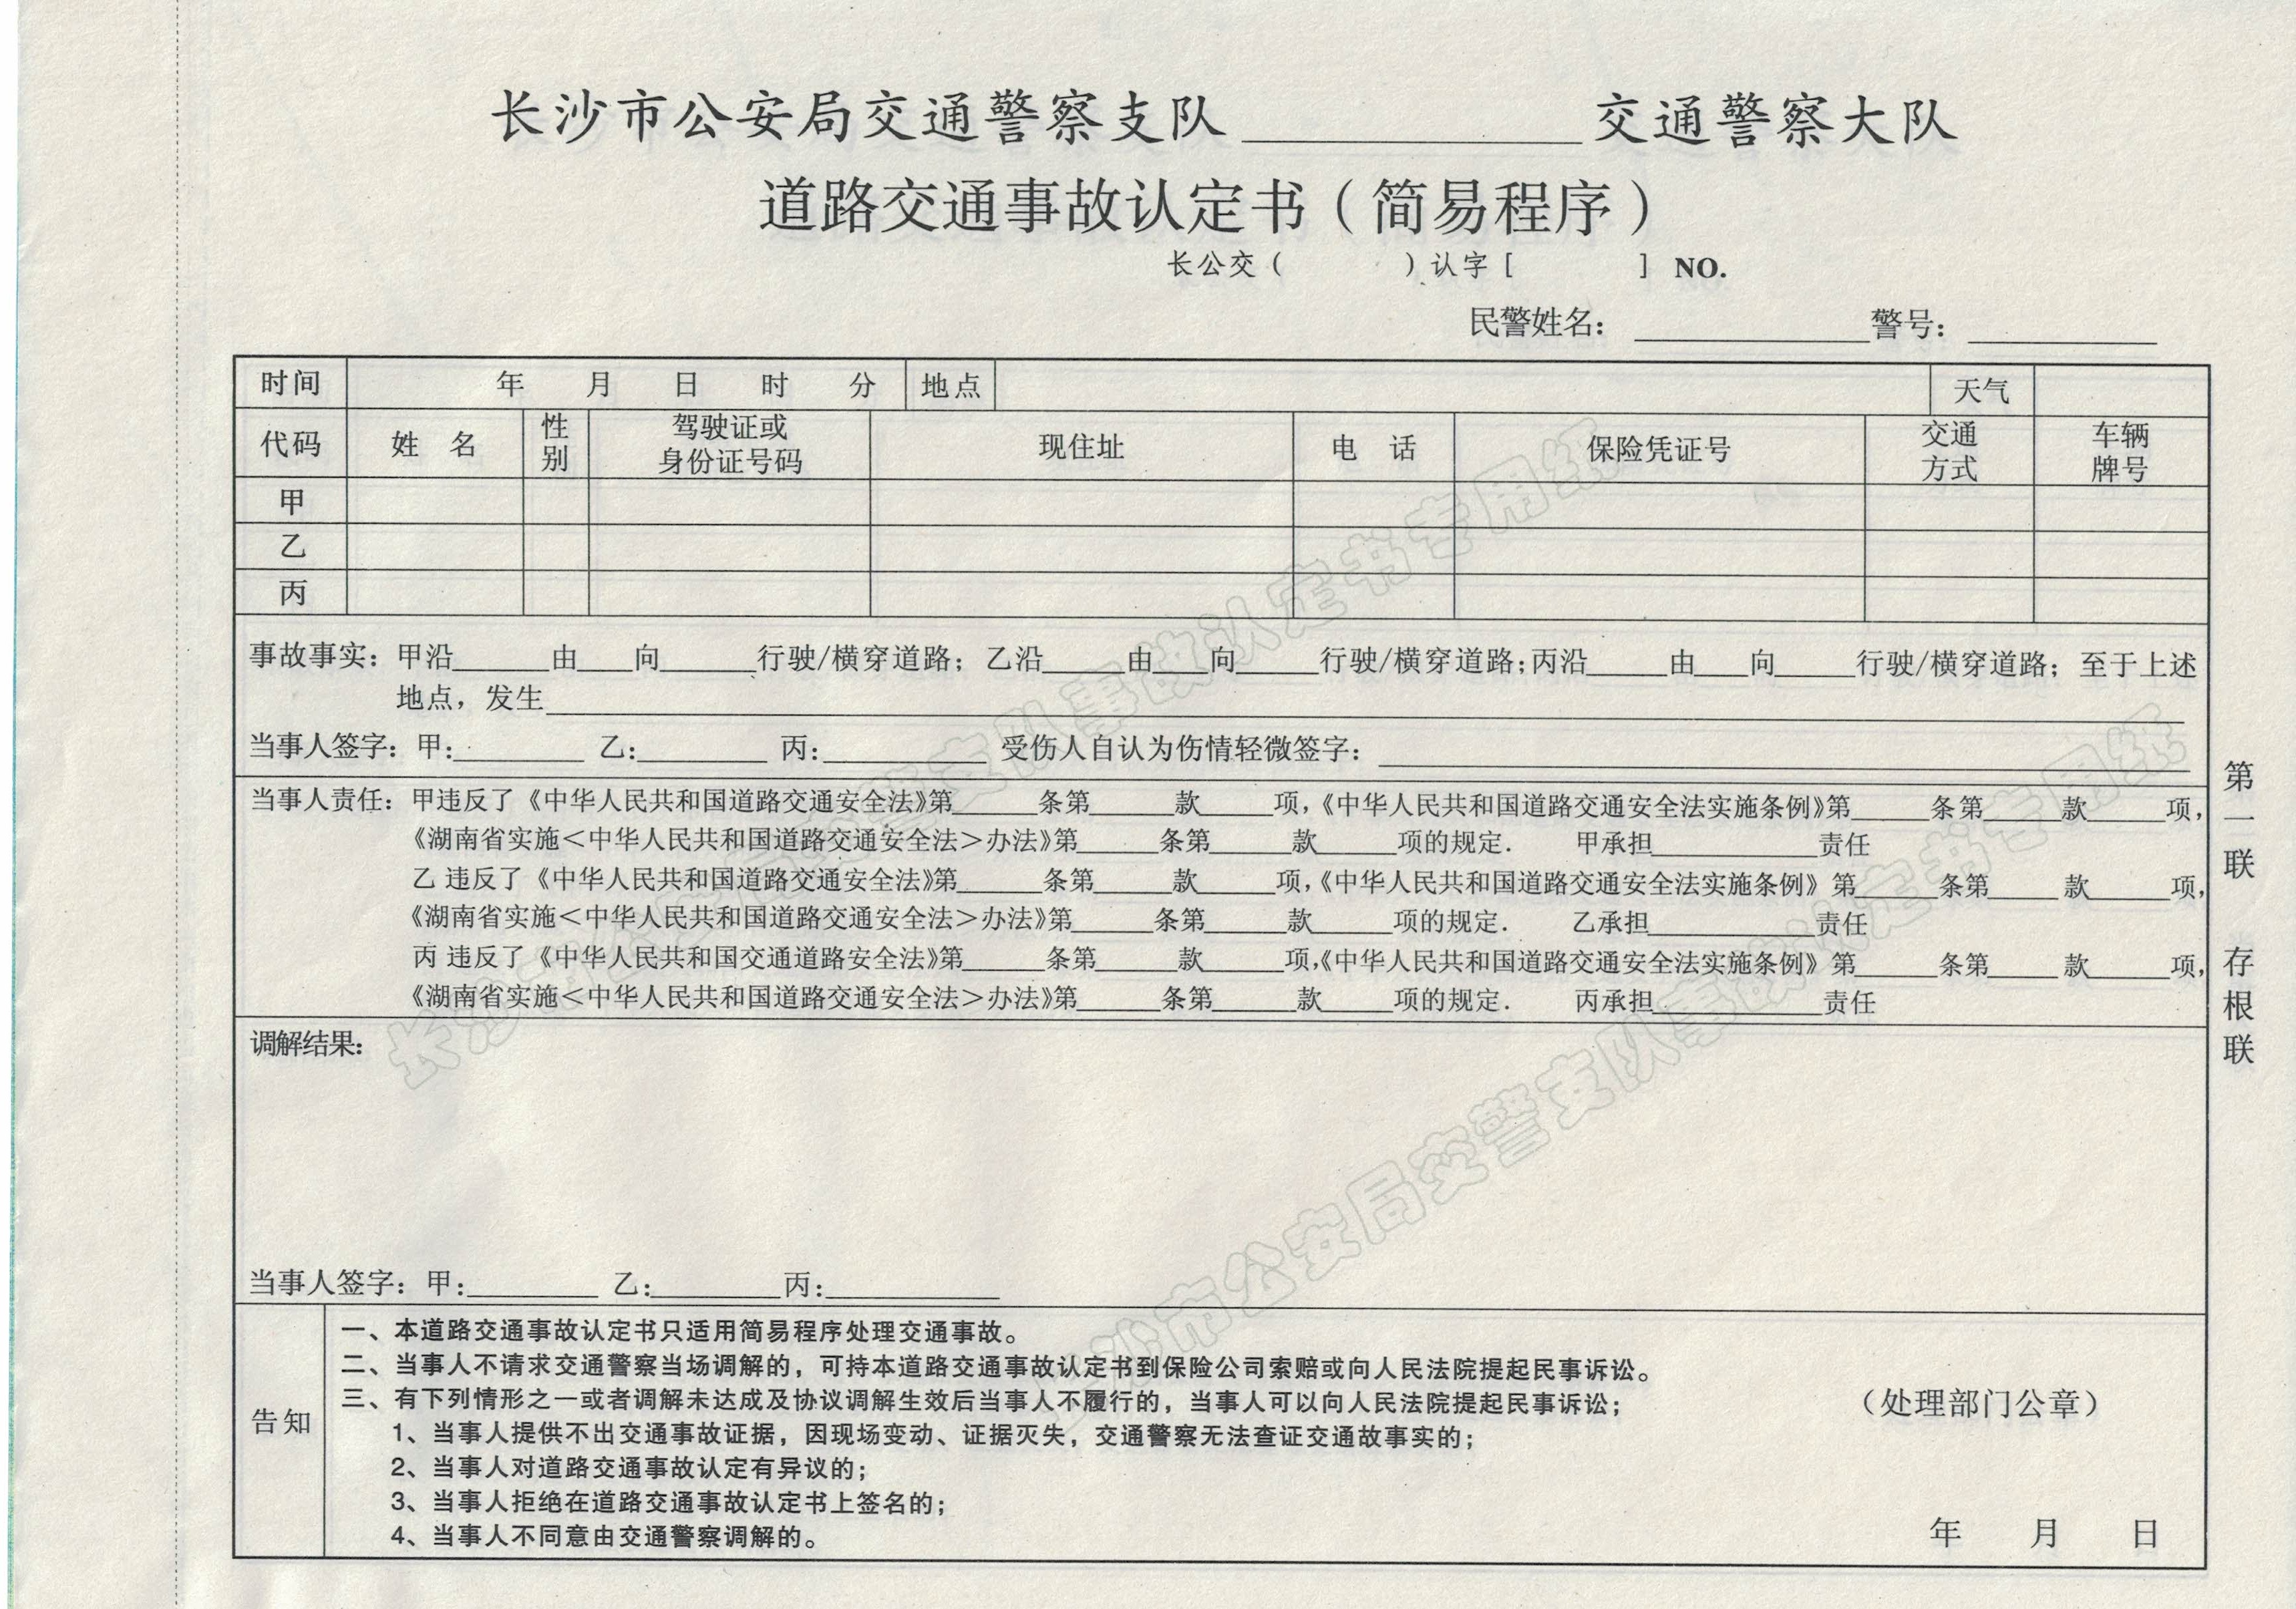 长沙市公安局交通警察支队__________交通警察大队
道路交通事故认定书（简易程序）
长公交（　　　）认字［　　　］NO.
民警姓名：________警号：________
时间　年　月　日　时　分　地点　天气
代码　姓　名　性别　驾驶证或身份证号码　现住址　电　话　保险凭证号　交通方式　车辆牌号
甲
乙
丙
事故事实：甲沿______由____向______行驶/横穿道路；乙沿_____由____向_____行驶/横穿道路;丙沿_____由____向_____行驶/横穿道路；至于上述
地点，发生__________
当事人签字：甲:________　乙:________　丙:________　受伤人自认为伤情轻微签字:__________
当事人责任：甲违反了《中华人民共和国道路交通安全法》第_____条第_____款_____项,《中华人民共和国道路交通安全法实施条例》第_____条第_____款_____项,
《湖南省实施<中华人民共和国道路交通安全法>办法》第_____条第_____款_____项的规定.　甲承担__________责任
乙 违反了《中华人民共和国道路交通安全法》第_____条第_____款_____项,《中华人民共和国道路交通安全法实施条例》第_____条第_____款_____项,
《湖南省实施<中华人民共和国道路交通安全法>办法》第_____条第_____款_____项的规定.　乙承担__________责任
丙 违反了《中华人民共和国交通道路安全法》第_____条第_____款_____项,《中华人民共和国道路交通安全法实施条例》第_____条第_____款_____项,
《湖南省实施<中华人民共和国道路交通安全法>办法》第_____条第_____款_____项的规定.　丙承担__________责任
调解结果:
当事人签字：甲:________　乙:________　丙:__________
告知
一、本道路交通事故认定书只适用简易程序处理交通事故。
二、当事人不请求交通警察当场调解的，可持本道路交通事故认定书到保险公司索赔或向人民法院提起民事诉讼。
三、有下列情形之一或者调解未达成及协议调解生效后当事人不履行的，当事人可以向人民法院提起民事诉讼；
1、当事人提供不出交通事故证据，因现场变动、证据灭失，交通警察无法查证交通故事实的；
2、当事人对道路交通事故认定有异议的；
3、当事人拒绝在道路交通事故认定书上签名的；
4、当事人不同意由交通警察调解的。
（处理部门公章）
年　月　日
第一联　存根联
长沙市公安局交警支队事故认定书专用纸
长沙市公安局交警支队事故认定书专用纸